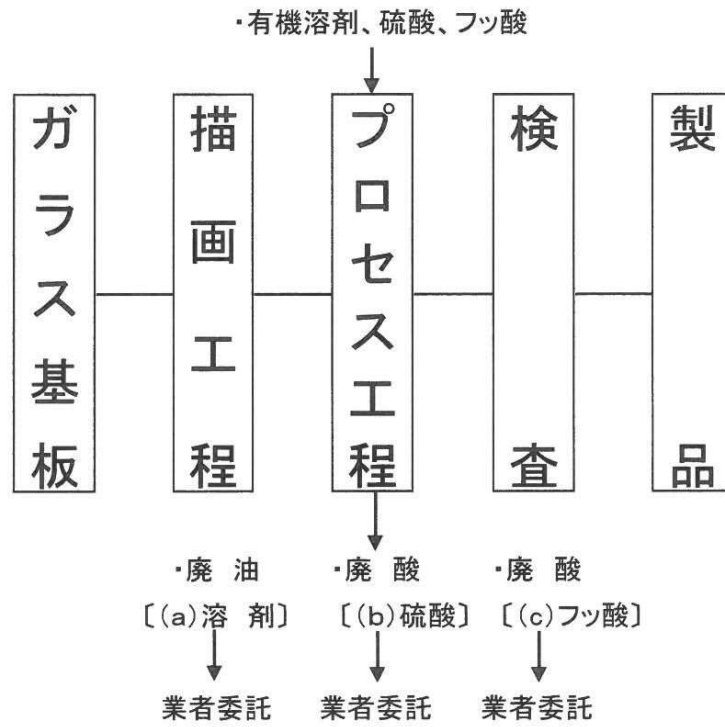 ・有機溶剤、硫酸、フッ酸
ガラス基板
描画工程
プロセス工程
検査
製品
・廃 油
〔(a)溶 剤〕
・廃 酸
〔(b)硫酸〕
・廃 酸
〔(c)フッ酸〕
業者委託
業者委託
業者委託